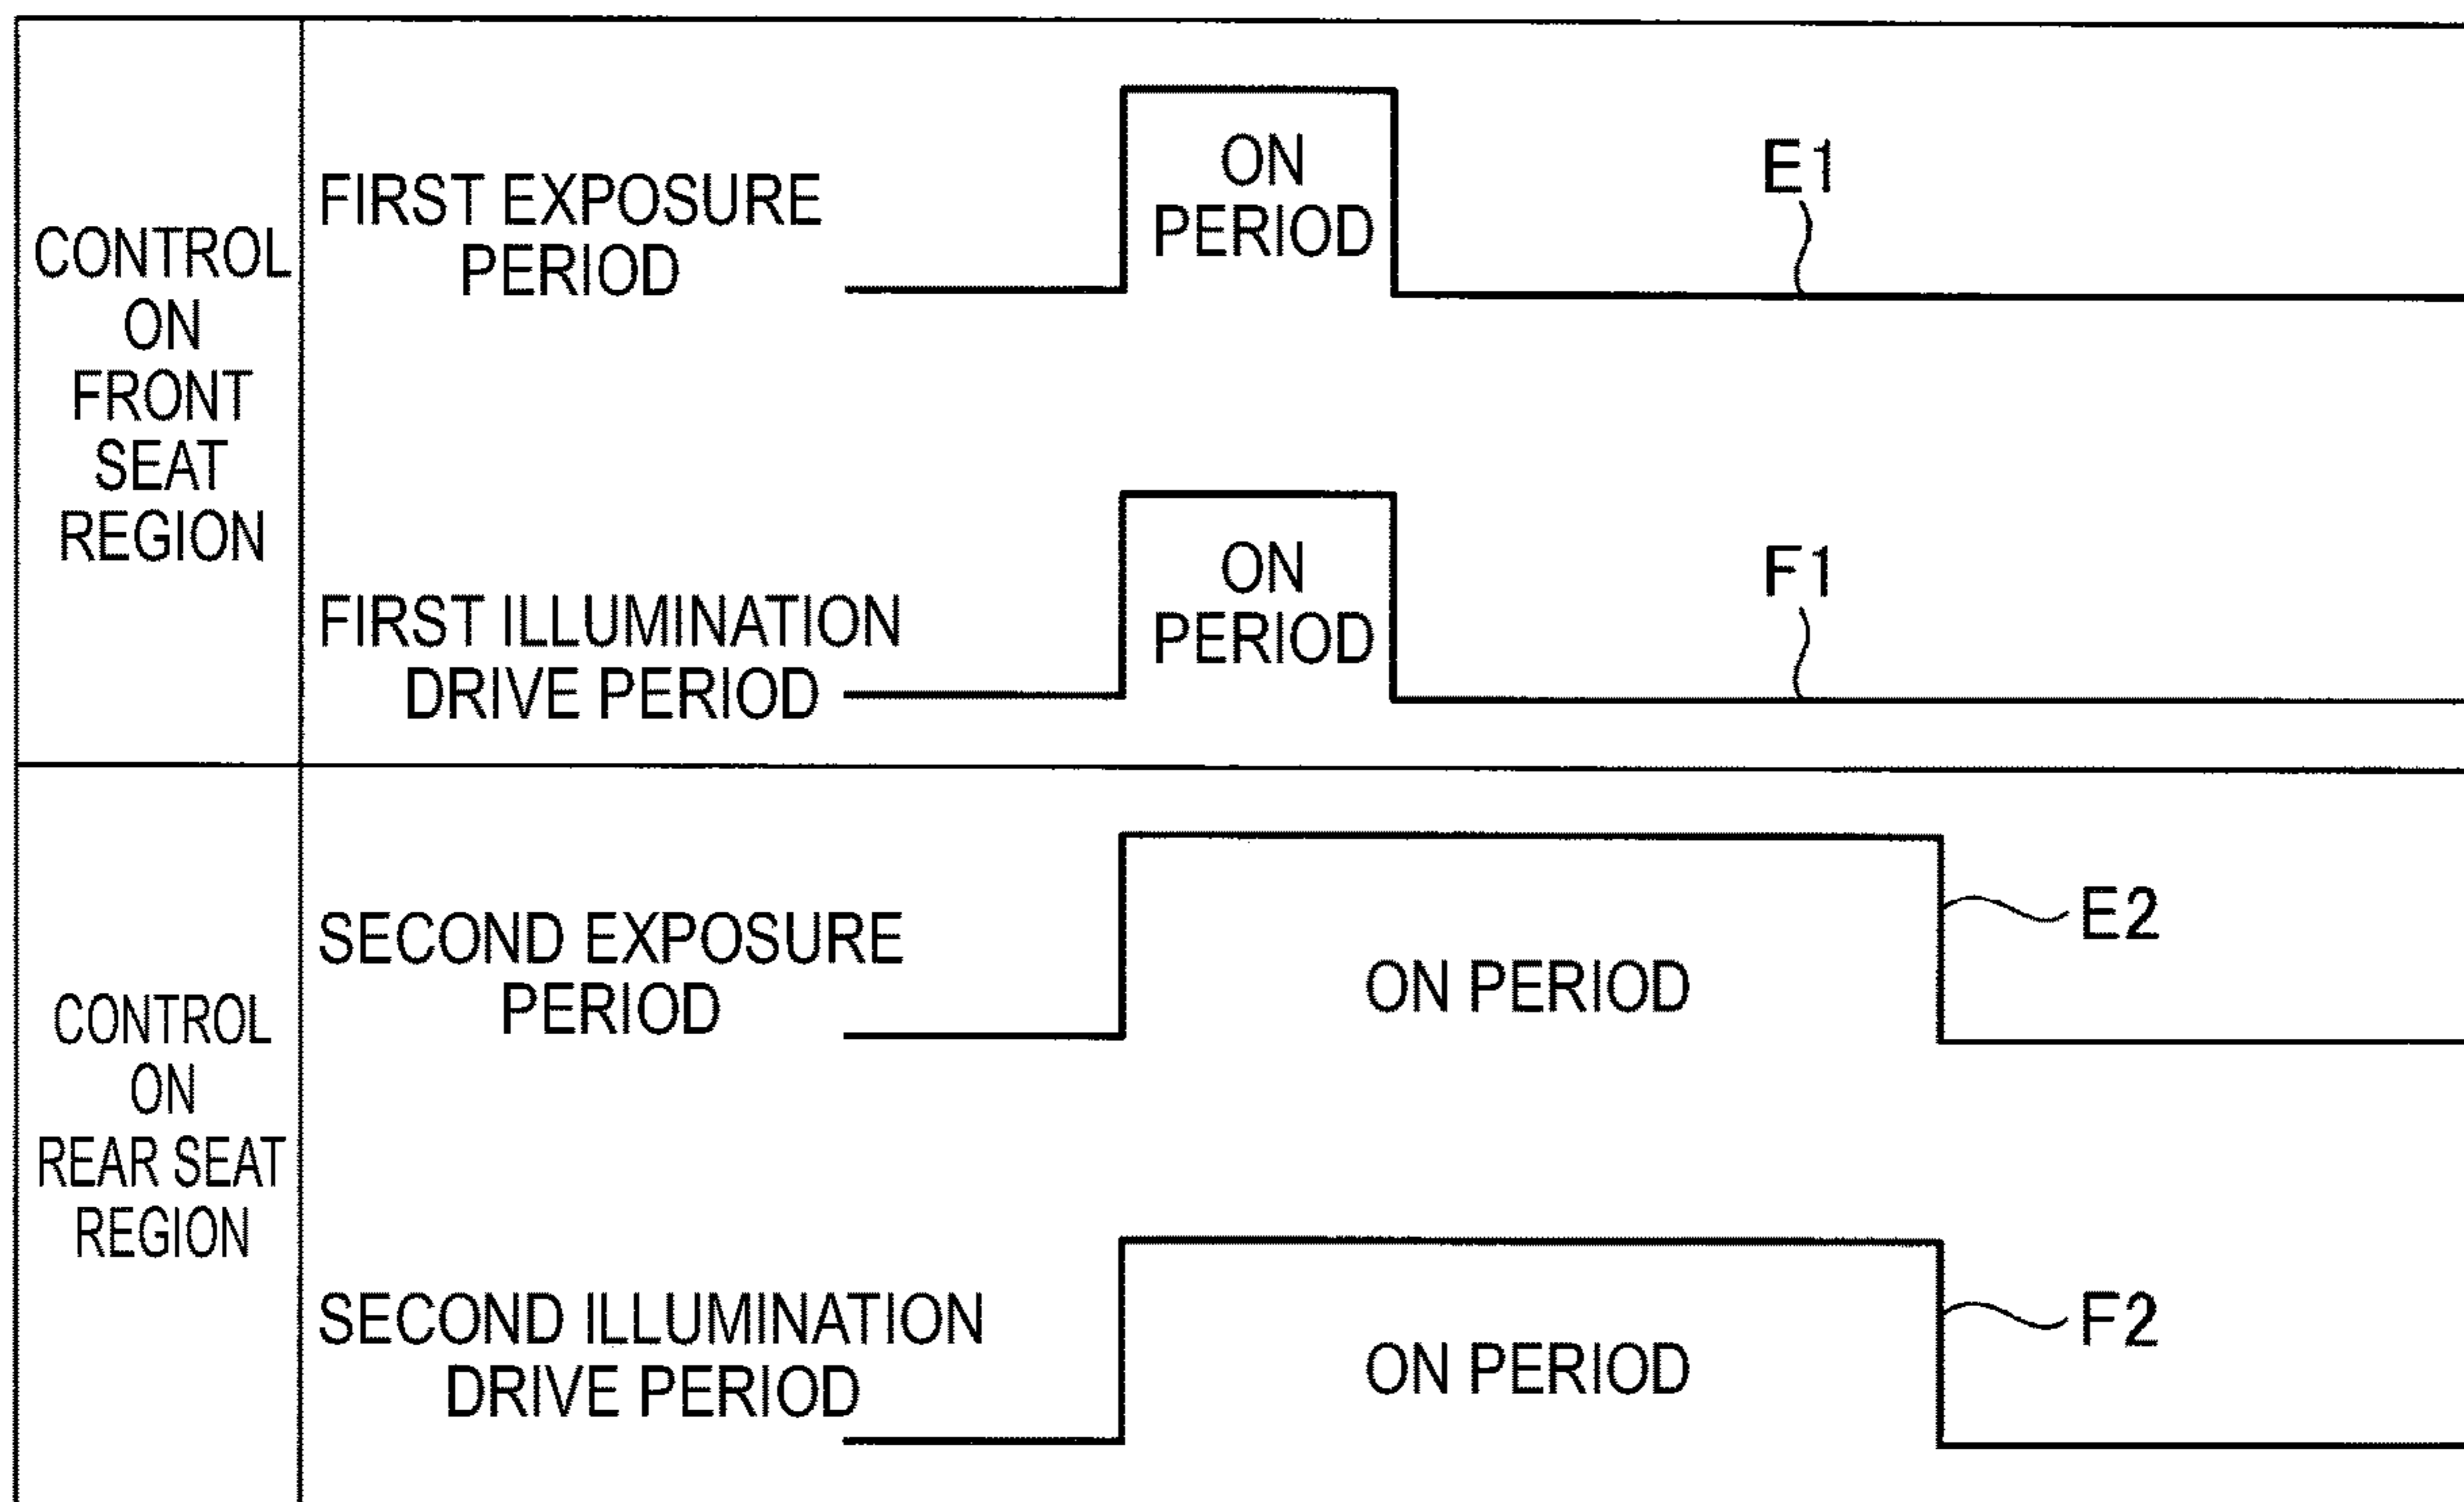 CONTROL
ON
FRONT
SEAT
REGION
FIRST EXPOSURE
PERIOD
ON
PERIOD
E1
FIRST ILLUMINATION
DRIVE PERIOD
ON
PERIOD
F1
CONTROL
ON
REAR SEAT
REGION
SECOND EXPOSURE
PERIOD
ON PERIOD
E2
SECOND ILLUMINATION
DRIVE PERIOD
ON PERIOD
F2